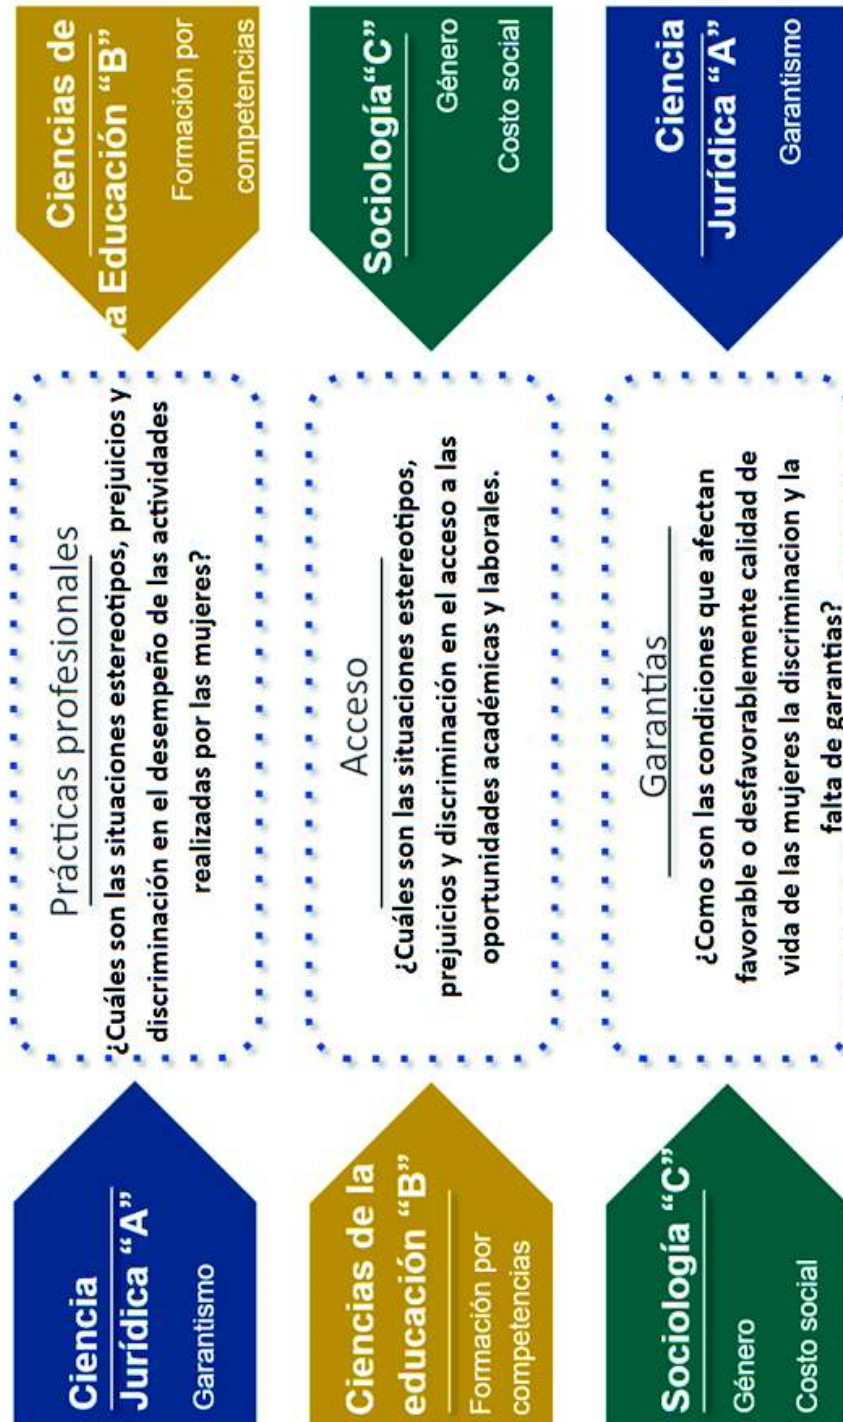 Ciencia
Jurídica “A”
Garantismo
Prácticas profesionales
¿Cuáles son las situaciones estereotipos, prejuicios y
discriminación en el desempeño de las actividades
realizadas por las mujeres?
Ciencias de
la Educación “B”
Formación por
competencias
Ciencias de la
educación “B”
Formación por
competencias
Acceso
¿Cuáles son las situaciones estereotipos,
prejuicios y discriminación en el acceso a las
oportunidades académicas y laborales.
Sociología“C”
Género
Costo social
Sociología “C”
Género
Costo social
Garantías
¿Como son las condiciones que afectan
favorable o desfavorablemente calidad de
vida de las mujeres la discriminacion y la
falta de garantias?
Ciencia
Jurídica “A”
Garantismo